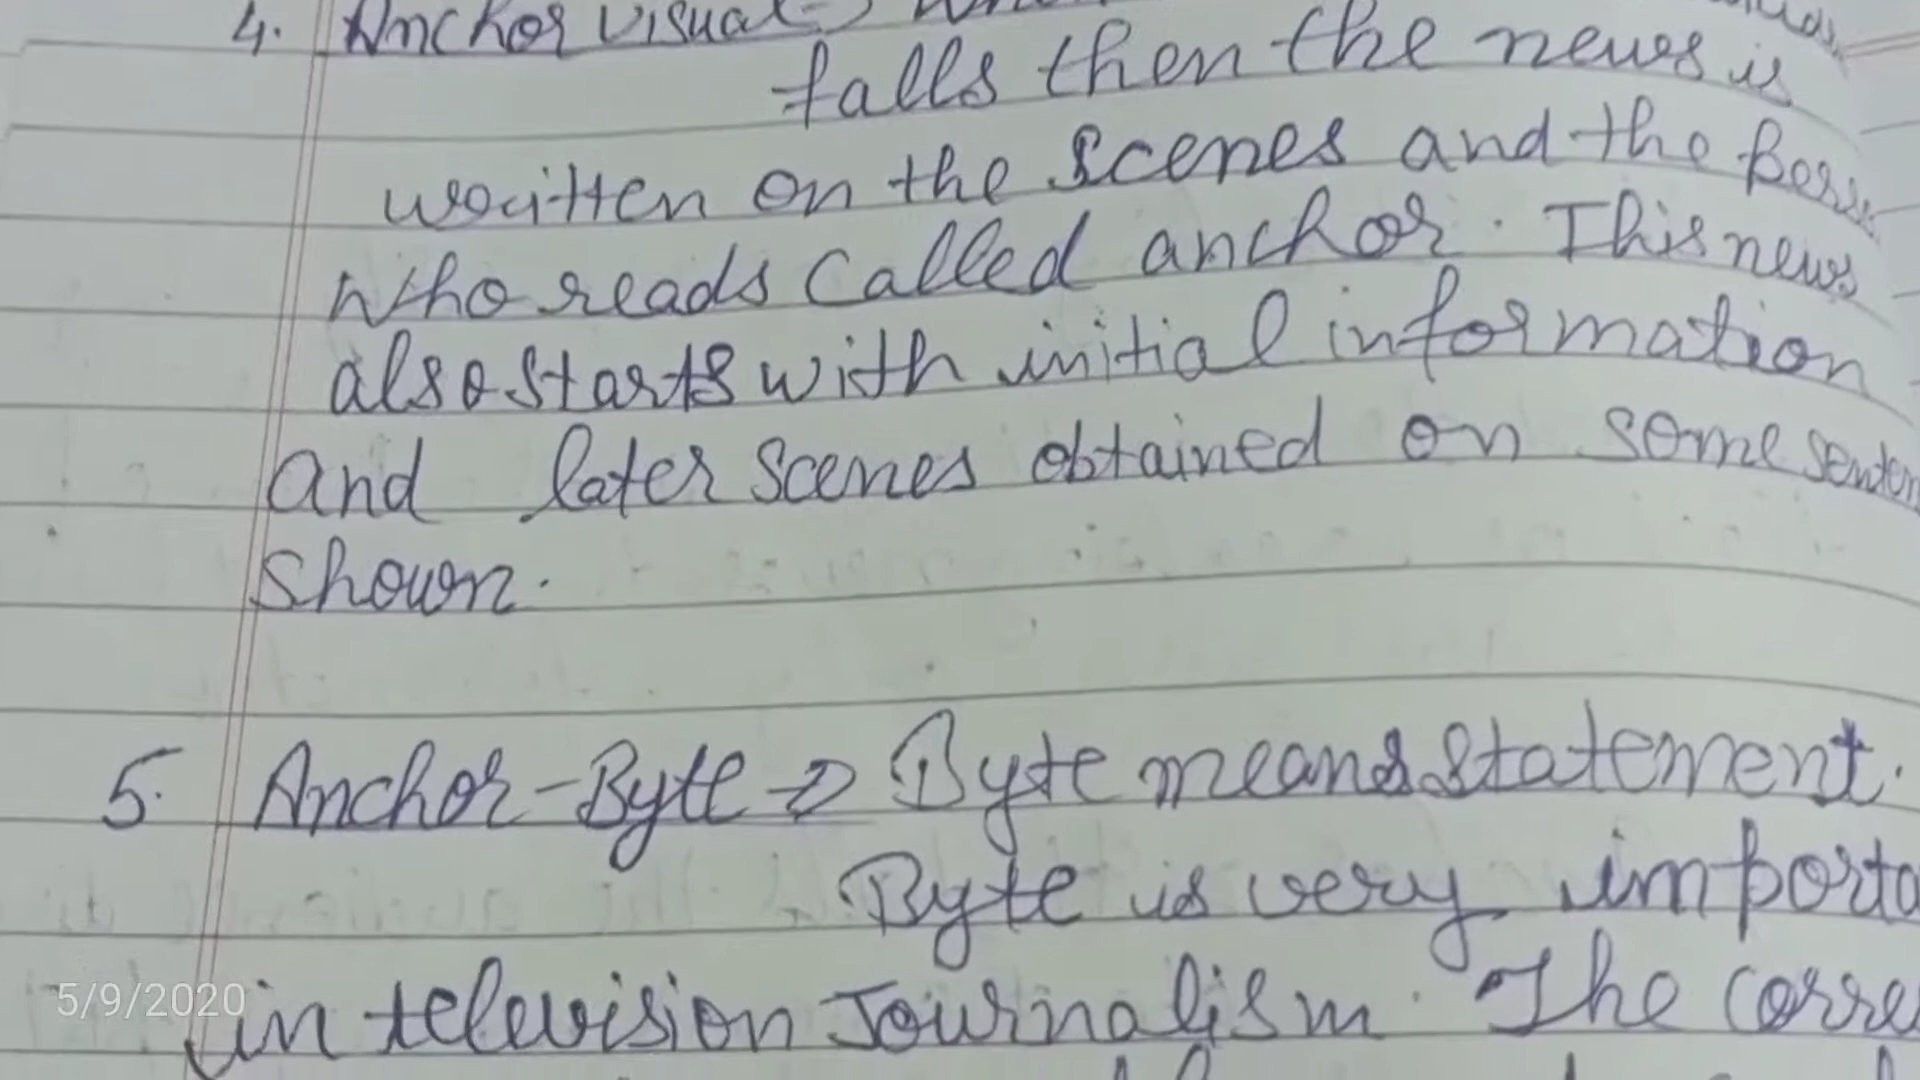 4. Anchor visual
falls then the news is
written on the scenes and the
who reads called anchor. This news
also starts with initial information
and later scenes obtained on some
shown.
5. Anchor-Byte → Byte means statement.
Byte is very importa
in television Journalism. The corre
5/9/2020